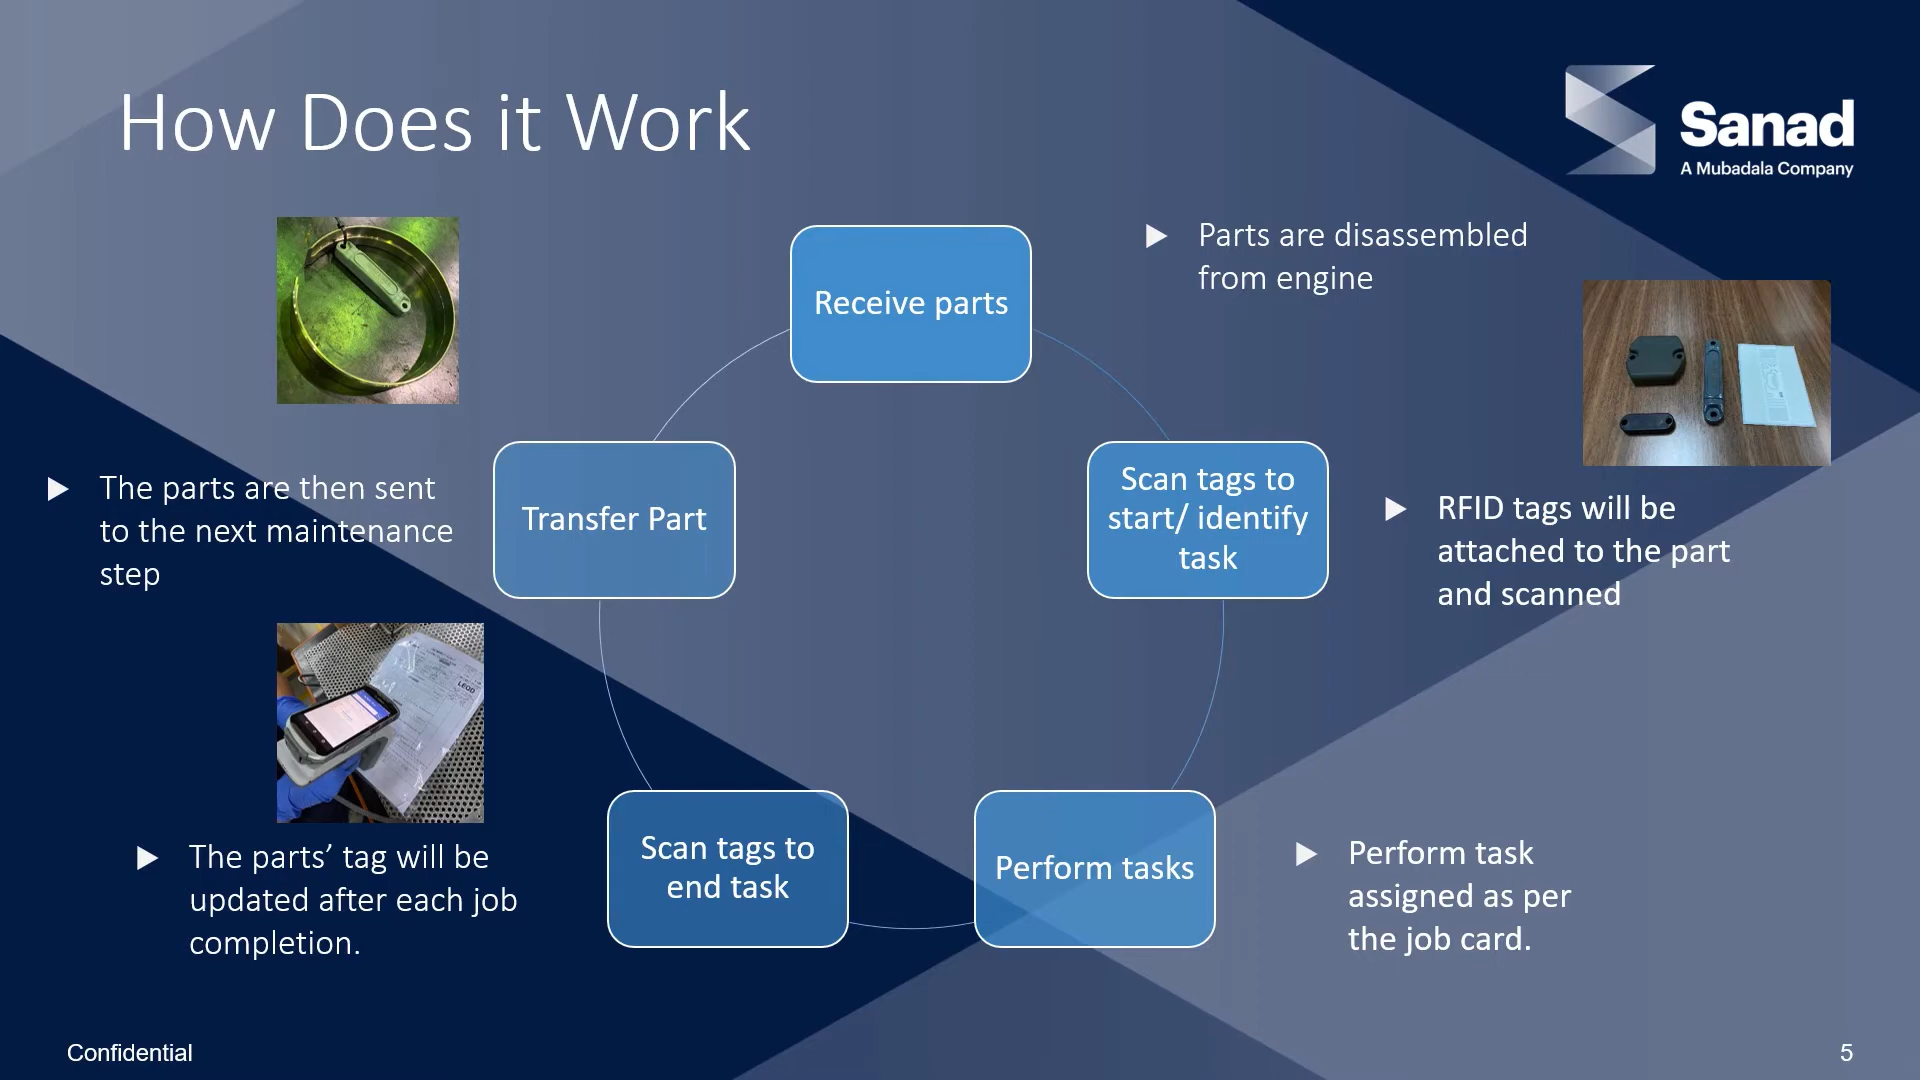 How Does it Work
Sanad
A Mubadala Company
Receive parts
Parts are disassembled
from engine
Scan tags to
start/ identify
task
RFID tags will be
attached to the part
and scanned
Perform tasks
Perform task
assigned as per
the job card.
Scan tags to
end task
The parts’ tag will be
updated after each job
completion.
LEOD
Transfer Part
The parts are then sent
to the next maintenance
step
Confidential
5